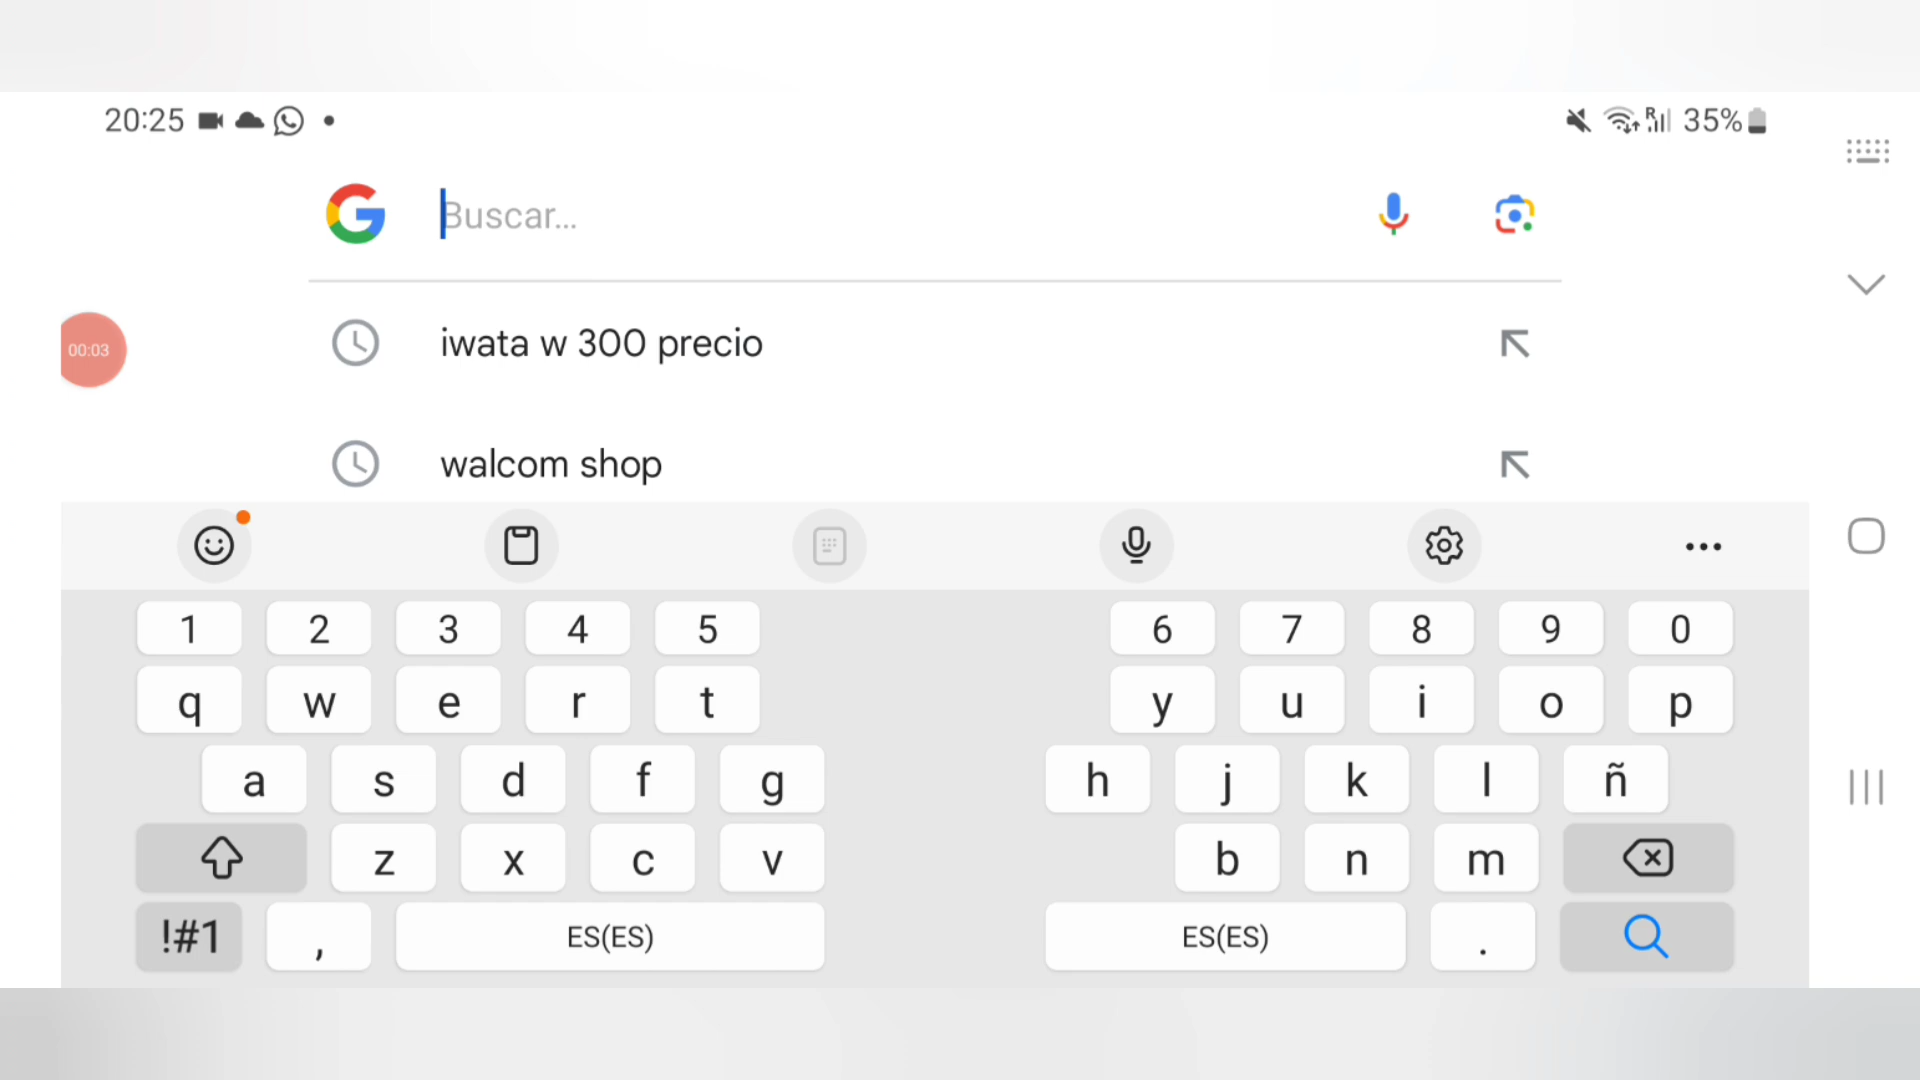 20:25
R 35%
Buscar...
00:03
iwata w 300 precio
walcom shop
1 2 3 4 5 6 7 8 9 0
q w e r t y u i o p
a s d f g h j k l ñ
z x c v b n m
!#1 , ES(ES) ES(ES) .